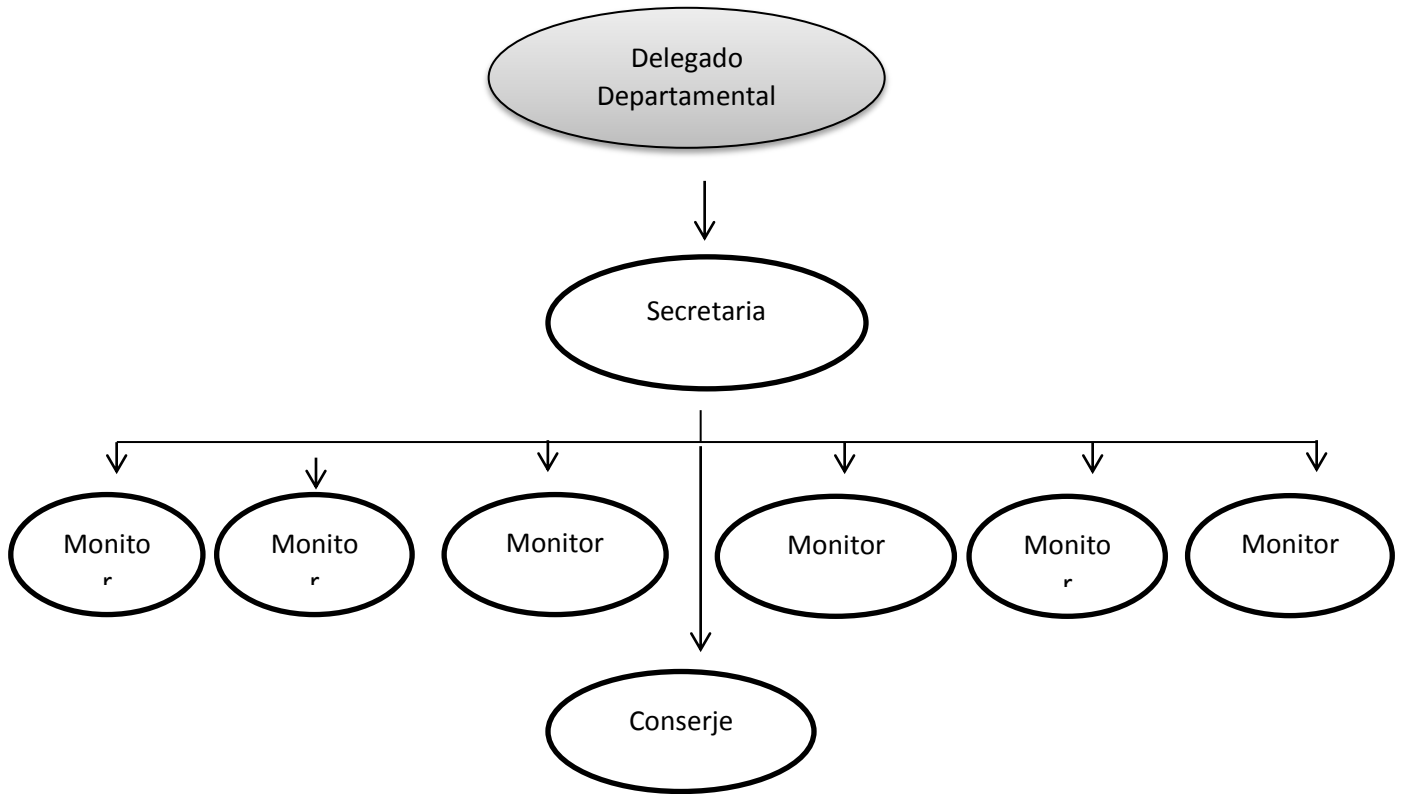 Delegado
Departamental
Secretaria
Monito
r
Monito
r
Monitor
Monitor
Monito
r
Monitor
Conserje